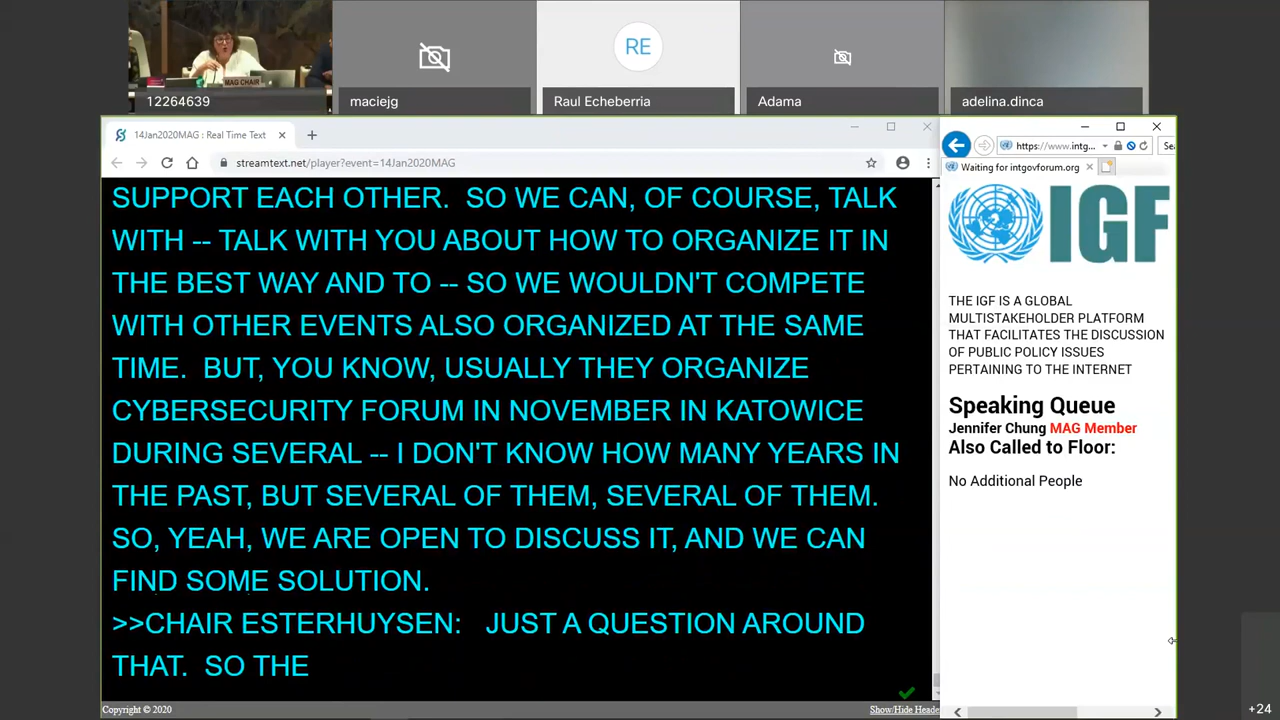 MAG CHAIR
RE
12264639
maciejg
Raul Echeberria
Adama
adelina.dinca
14Jan2020MAG : Real Time Text
streamtext.net/player?event=14Jan2020MAG
SUPPORT EACH OTHER. SO WE CAN, OF COURSE, TALK
WITH -- TALK WITH YOU ABOUT HOW TO ORGANIZE IT IN
THE BEST WAY AND TO -- SO WE WOULDN'T COMPETE
WITH OTHER EVENTS ALSO ORGANIZED AT THE SAME
TIME. BUT, YOU KNOW, USUALLY THEY ORGANIZE
CYBERSECURITY FORUM IN NOVEMBER IN KATOWICE
DURING SEVERAL -- I DON'T KNOW HOW MANY YEARS IN
THE PAST, BUT SEVERAL OF THEM, SEVERAL OF THEM.
SO, YEAH, WE ARE OPEN TO DISCUSS IT, AND WE CAN
FIND SOME SOLUTION.
>>CHAIR ESTERHUYSEN: JUST A QUESTION AROUND
THAT. SO THE
Copyright © 2020
Show/Hide Heade
https://www.intg...
Sea
Waiting for intgovforum.org
IGF
THE IGF IS A GLOBAL
MULTISTAKEHOLDER PLATFORM
THAT FACILITATES THE DISCUSSION
OF PUBLIC POLICY ISSUES
PERTAINING TO THE INTERNET
Speaking Queue
Jennifer Chung MAG Member
Also Called to Floor:
No Additional People
+24